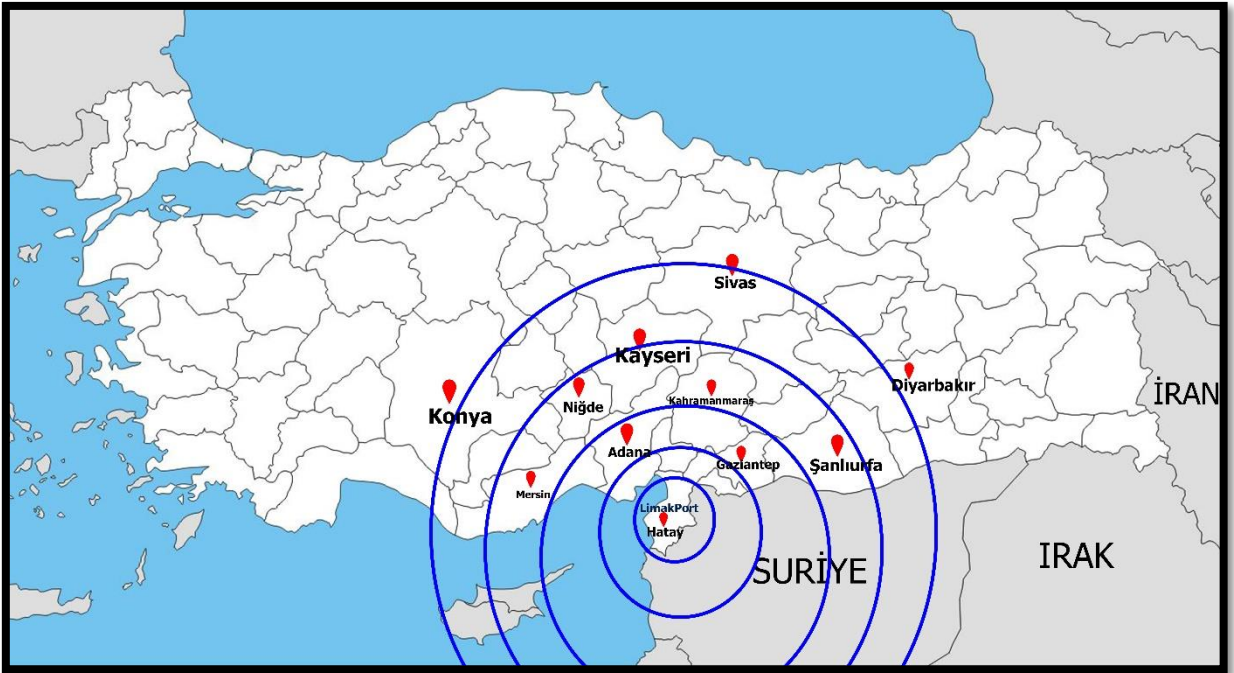 Sivas
Kayseri
Diyarbakır
İRAN
Konya
Niğde
Kahramanmaraş
Adana
Gaziantep
Şanlıurfa
Mersin
LimakPort
Hatay
SURİYE
IRAK